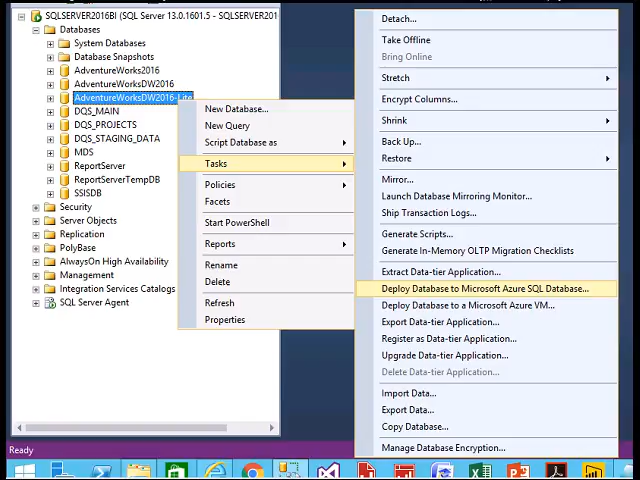 SQLSERVER2016BI (SQL Server 13.0.1601.5 - SQLSERVER201
Databases
System Databases
Database Snapshots
AdventureWorks2016
AdventureWorksDW2016
AdventureWorksDW2016-Lite
DQS_MAIN
DQS_PROJECTS
DQS_STAGING_DATA
MDS
ReportServer
ReportServerTempDB
SSISDB
Security
Server Objects
Replication
PolyBase
AlwaysOn High Availability
Management
Integration Services Catalogs
SQL Server Agent
New Database...
New Query
Script Database as
Tasks
Policies
Facets
Start PowerShell
Reports
Rename
Delete
Refresh
Properties
Detach...
Take Offline
Bring Online
Stretch
Encrypt Columns...
Shrink
Back Up...
Restore
Mirror...
Launch Database Mirroring Monitor...
Ship Transaction Logs...
Generate Scripts...
Generate In-Memory OLTP Migration Checklists
Extract Data-tier Application...
Deploy Database to Microsoft Azure SQL Database...
Deploy Database to a Microsoft Azure VM...
Export Data-tier Application...
Register as Data-tier Application...
Upgrade Data-tier Application...
Delete Data-tier Application...
Import Data...
Export Data...
Copy Database...
Manage Database Encryption...
Ready